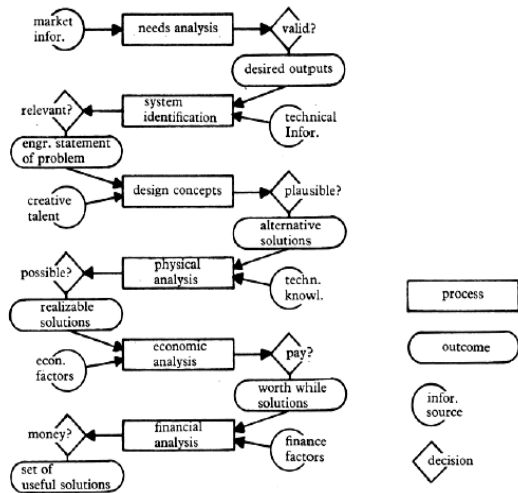 market
infor.
needs analysis
valid?
desired outputs
relevant?
system
identification
technical
Infor.
engr. statement
of problem
creative
talent
design concepts
plausible?
alternative
solutions
possible?
physical
analysis
techn.
knowl.
realizable
solutions
econ.
factors
economic
analysis
pay?
worth while
solutions
money?
financial
analysis
finance
factors
set of
useful solutions
process
outcome
infor.
source
decision